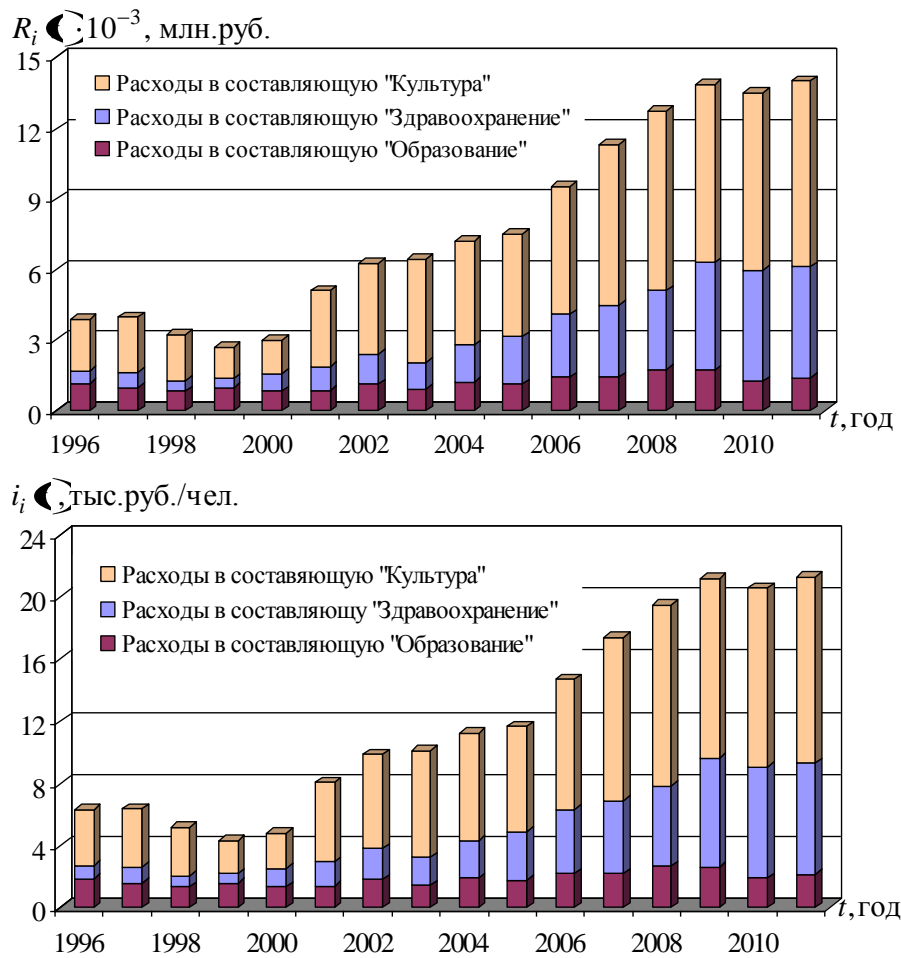 R_i 10^{-3}, млн.руб.
15
Расходы в составляющую "Культура"
12
Расходы в составляющую "Здравоохранение"
Расходы в составляющую "Образование"
9
6
3
0
t, год
1996 1998 2000 2002 2004 2006 2008 2010
i_i , тыс.руб./чел.
24
Расходы в составяющую "Культура"
20
Расходы в составляющу "Здравоохранение"
Расходы в составляющую "Образование"
16
12
8
4
0
t, год
1996 1998 2000 2002 2004 2006 2008 2010